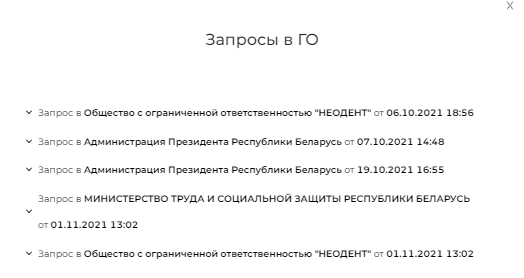 X
Запросы в ГО
Запрос в Общество с ограниченной ответственностью "НЕОДЕНТ" от 06.10.2021 18:56
Запрос в Администрация Президента Республики Беларусь от 07.10.2021 14:48
Запрос в Администрация Президента Республики Беларусь от 19.10.2021 16:55
Запрос в МИНИСТЕРСТВО ТРУДА И СОЦИАЛЬНОЙ ЗАЩИТЫ РЕСПУБЛИКИ БЕЛАРУСЬ
от 01.11.2021 13:02
Запрос в Общество с ограниченной ответственностью "НЕОДЕНТ" от 01.11.2021 13:02